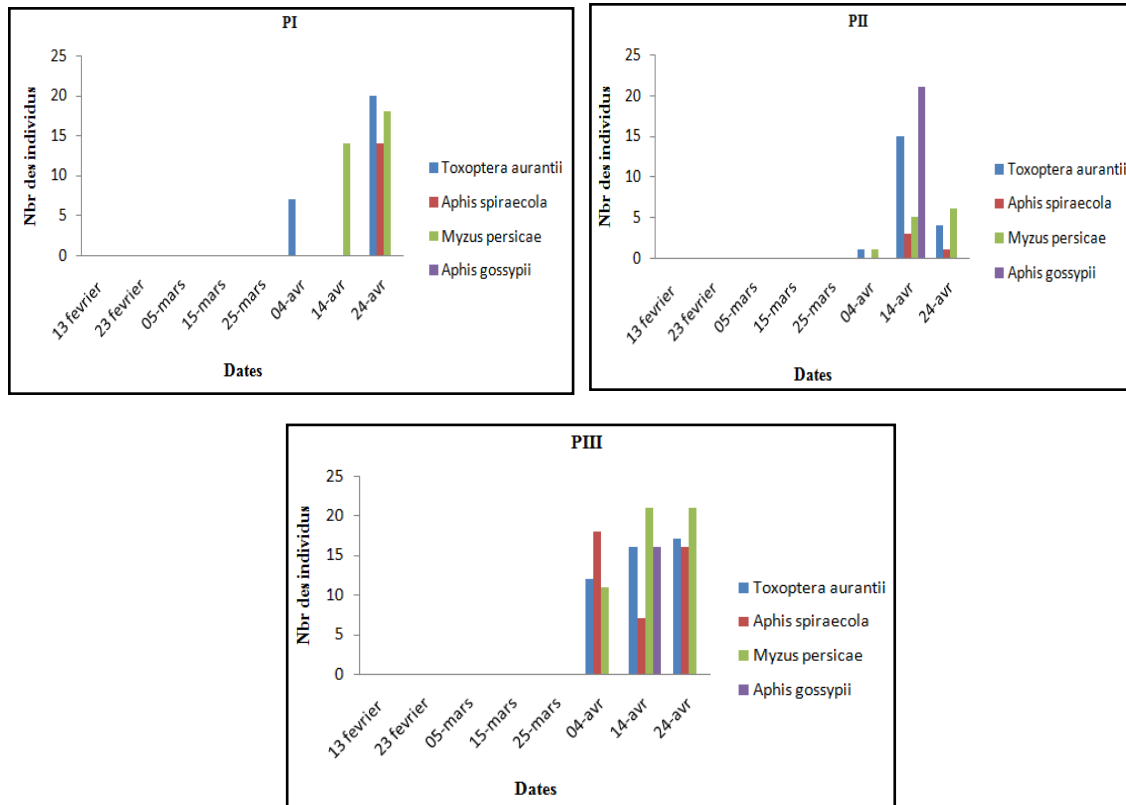 PI
25
20
15
10
5
0
Nbr des individus
13 fevrier
23 fevrier
05-mars
15-mars
25-mars
04-avr
14-avr
24-avr
Dates
Toxoptera aurantii
Aphis spiraecola
Myzus persicae
Aphis gossypii
PII
25
20
15
10
5
0
Nbr des individus
13 fevrier
23 fevrier
05-mars
15-mars
25-mars
04-avr
14-avr
24-avr
Dates
Toxoptera aurantii
Aphis spiraecola
Myzus persicae
Aphis gossypii
PIII
25
20
15
10
5
0
Nbr des individus
13 fevrier
23 fevrier
05-mars
15-mars
25-mars
04-avr
14-avr
24-avr
Dates
Toxoptera aurantii
Aphis spiraecola
Myzus persicae
Aphis gossypii